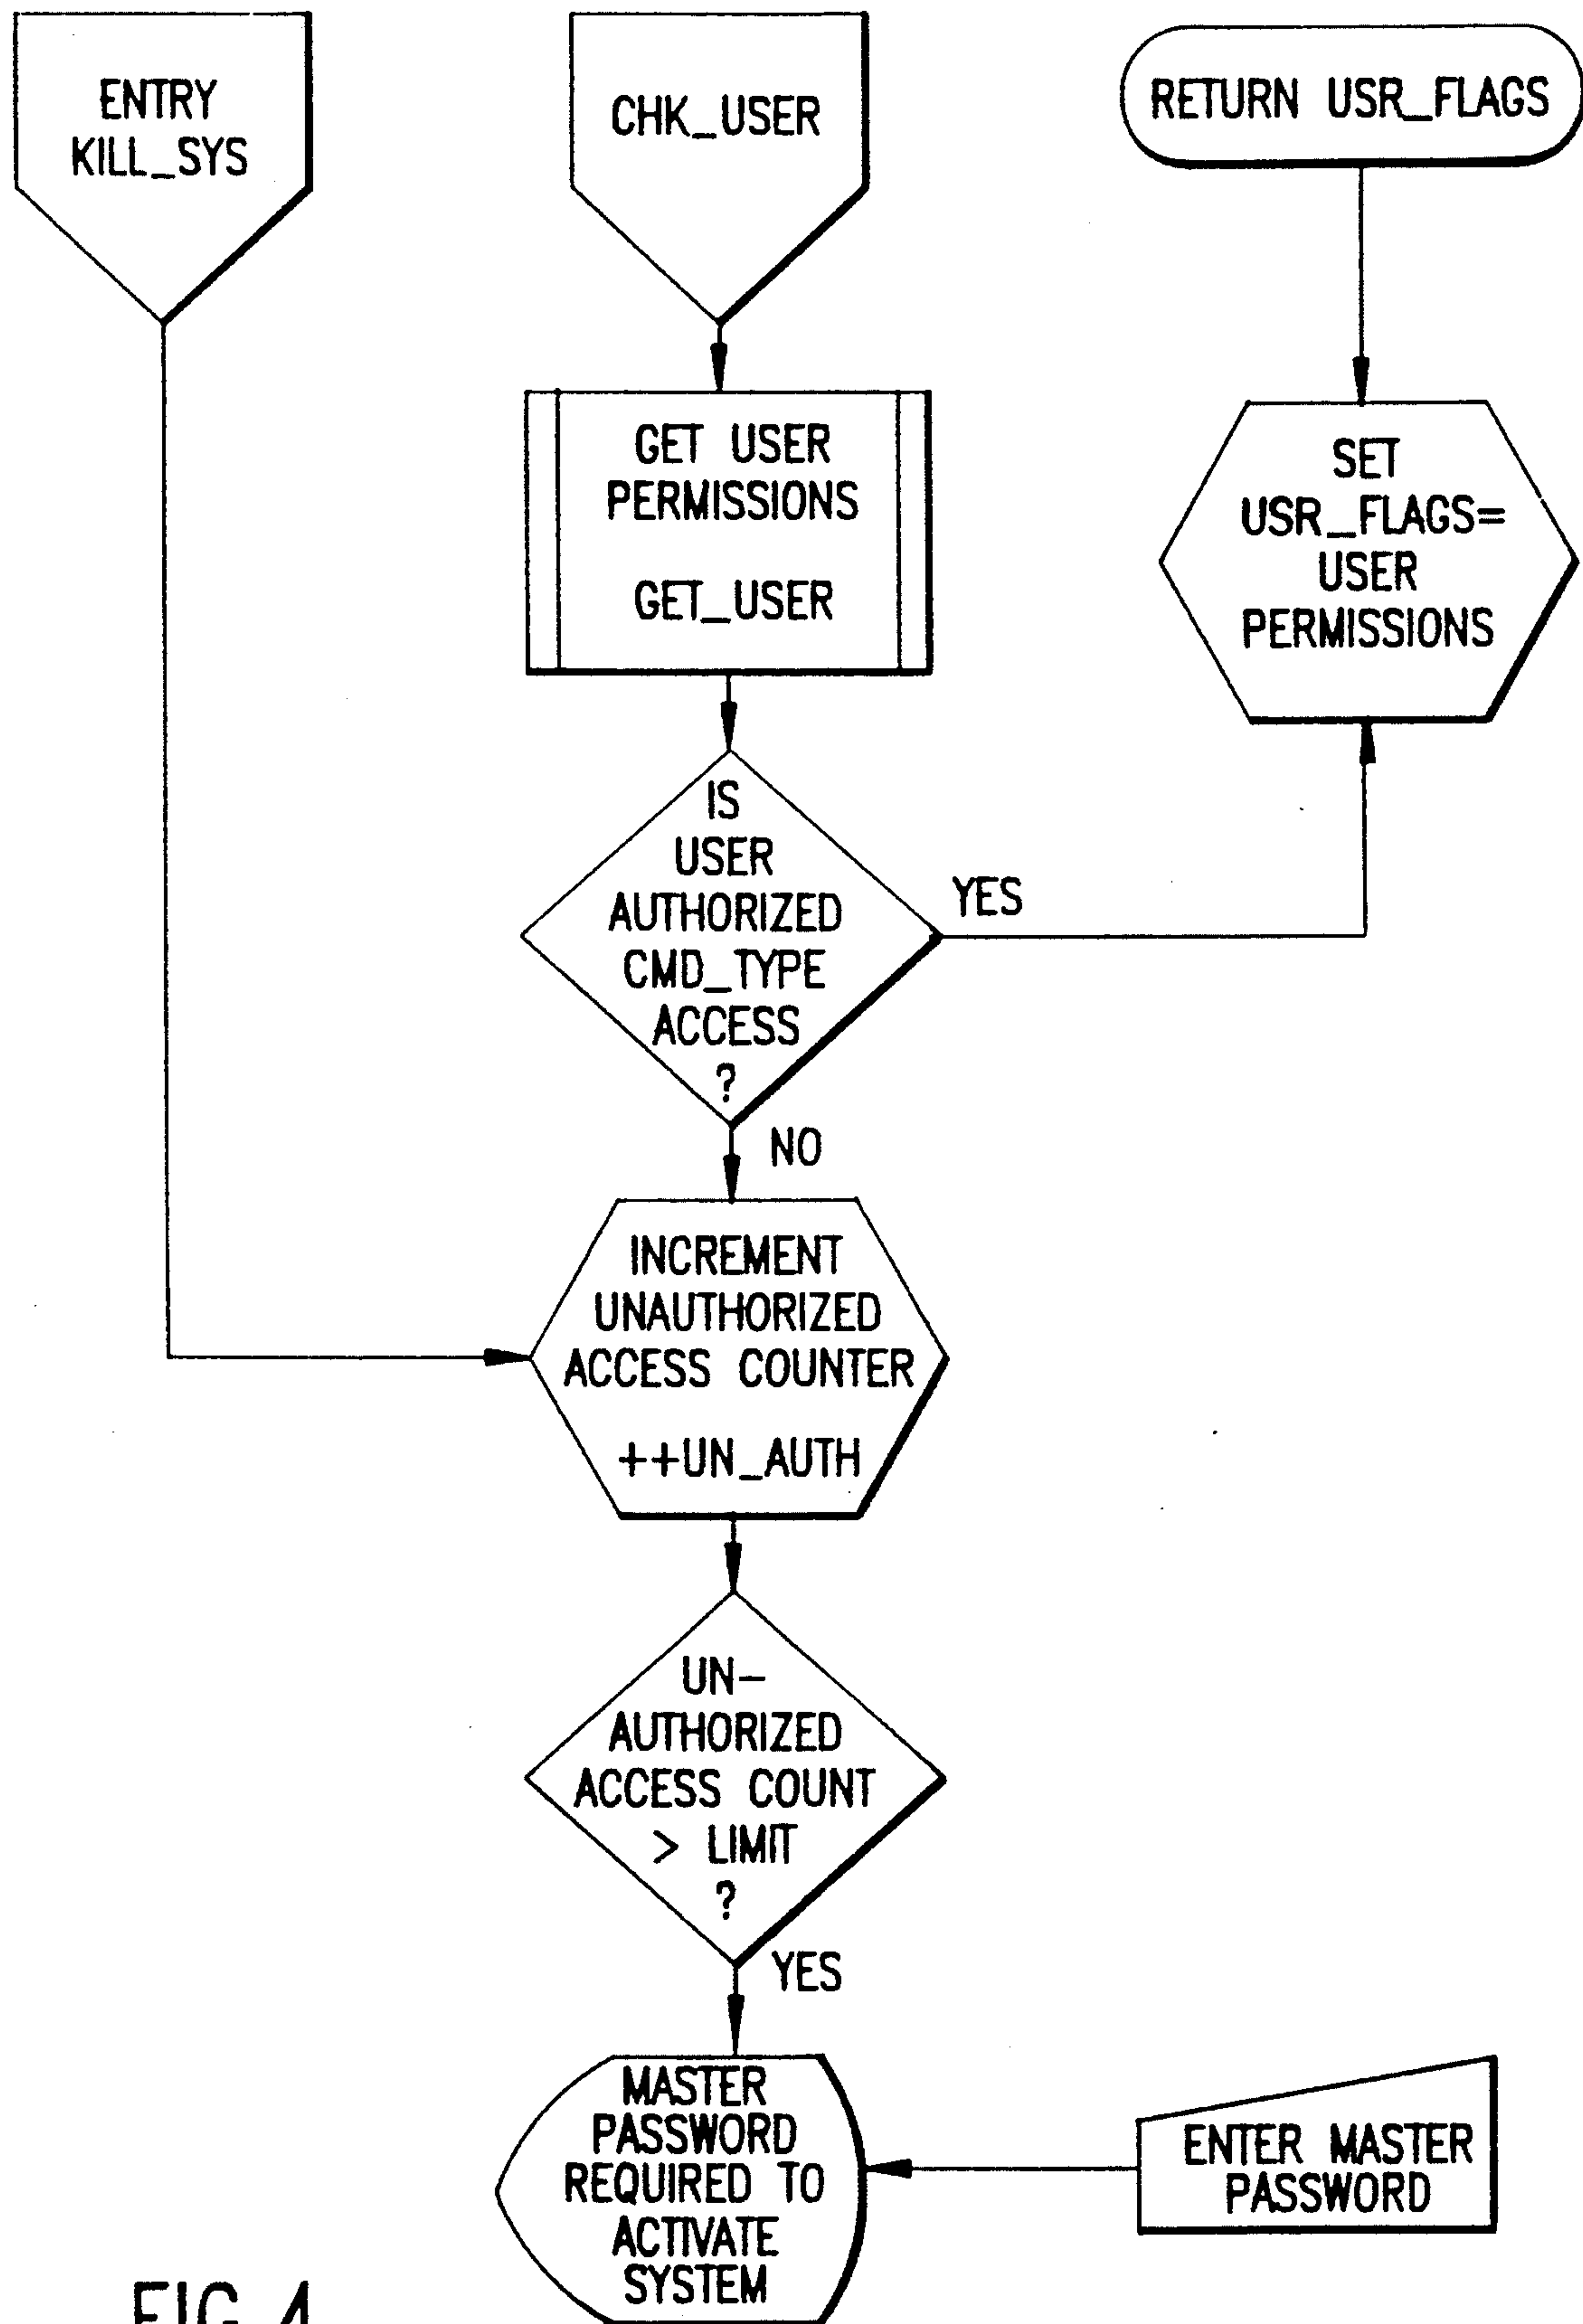 ENTRY
KILL_SYS
CHK_USER
RETURN USR_FLAGS
GET USER
PERMISSIONS
GET_USER
SET
USR_FLAGS=
USER
PERMISSIONS
IS
USER
AUTHORIZED
CMD_TYPE
ACCESS
?
YES
NO
INCREMENT
UNAUTHORIZED
ACCESS COUNTER
++UN_AUTH
UN-
AUTHORIZED
ACCESS COUNT
> LIMIT
?
YES
MASTER
PASSWORD
REQUIRED TO
ACTIVATE
SYSTEM
ENTER MASTER
PASSWORD
FIG. 4